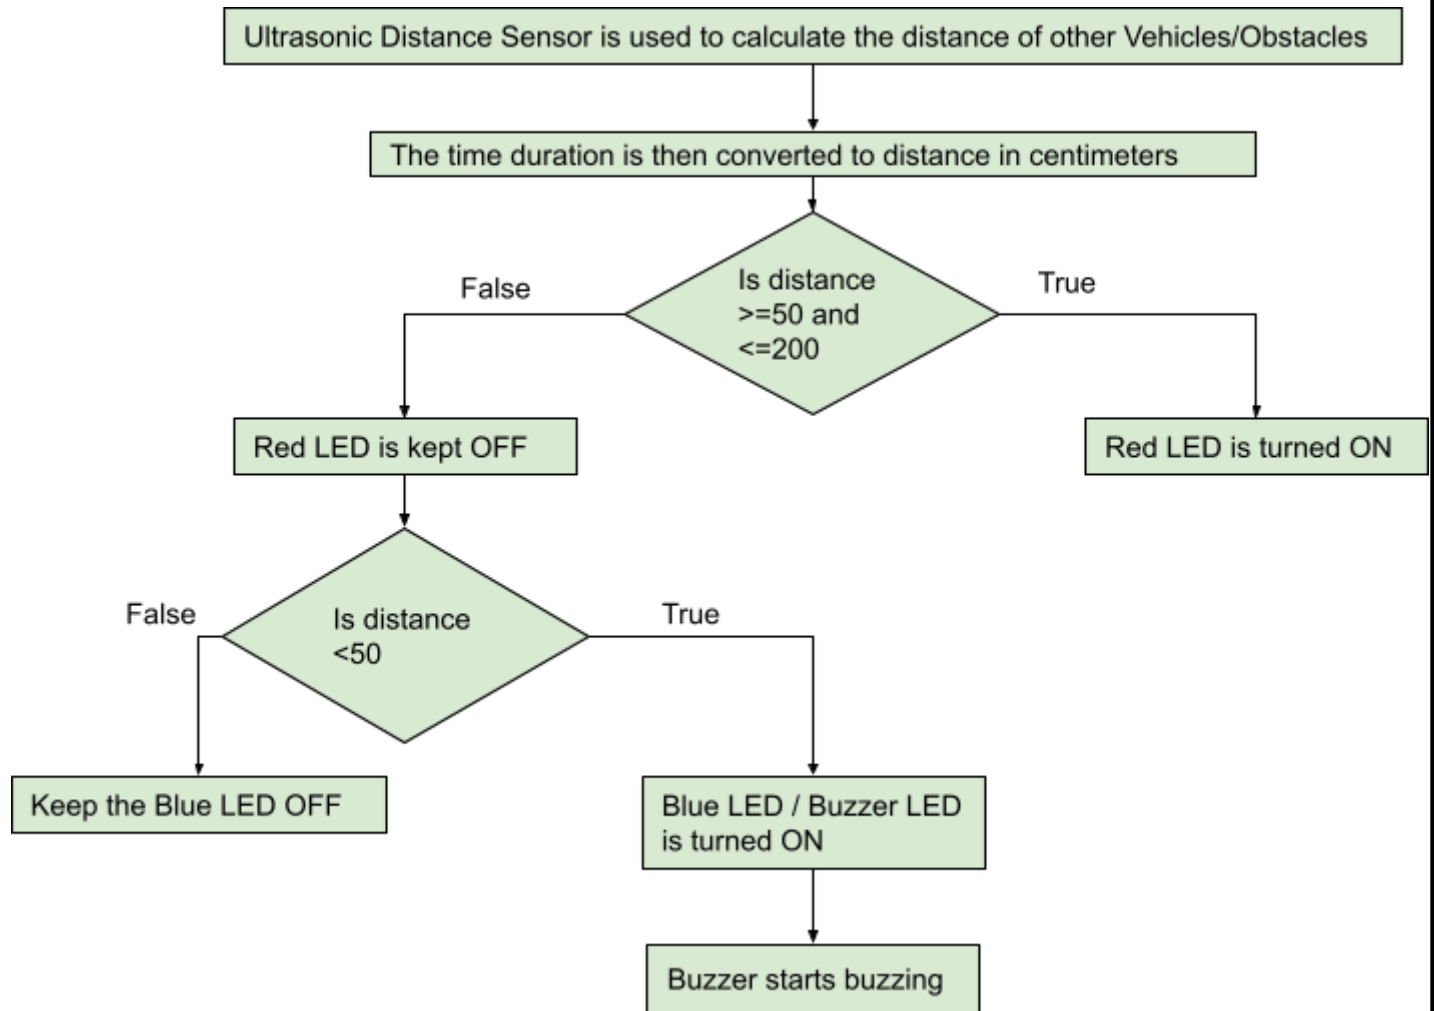 Ultrasonic Distance Sensor is used to calculate the distance of other Vehicles/Obstacles
The time duration is then converted to distance in centimeters
Is distance
>=50 and
<=200
False
True
Red LED is kept OFF
Red LED is turned ON
Is distance
<50
False
True
Keep the Blue LED OFF
Blue LED / Buzzer LED
is turned ON
Buzzer starts buzzing